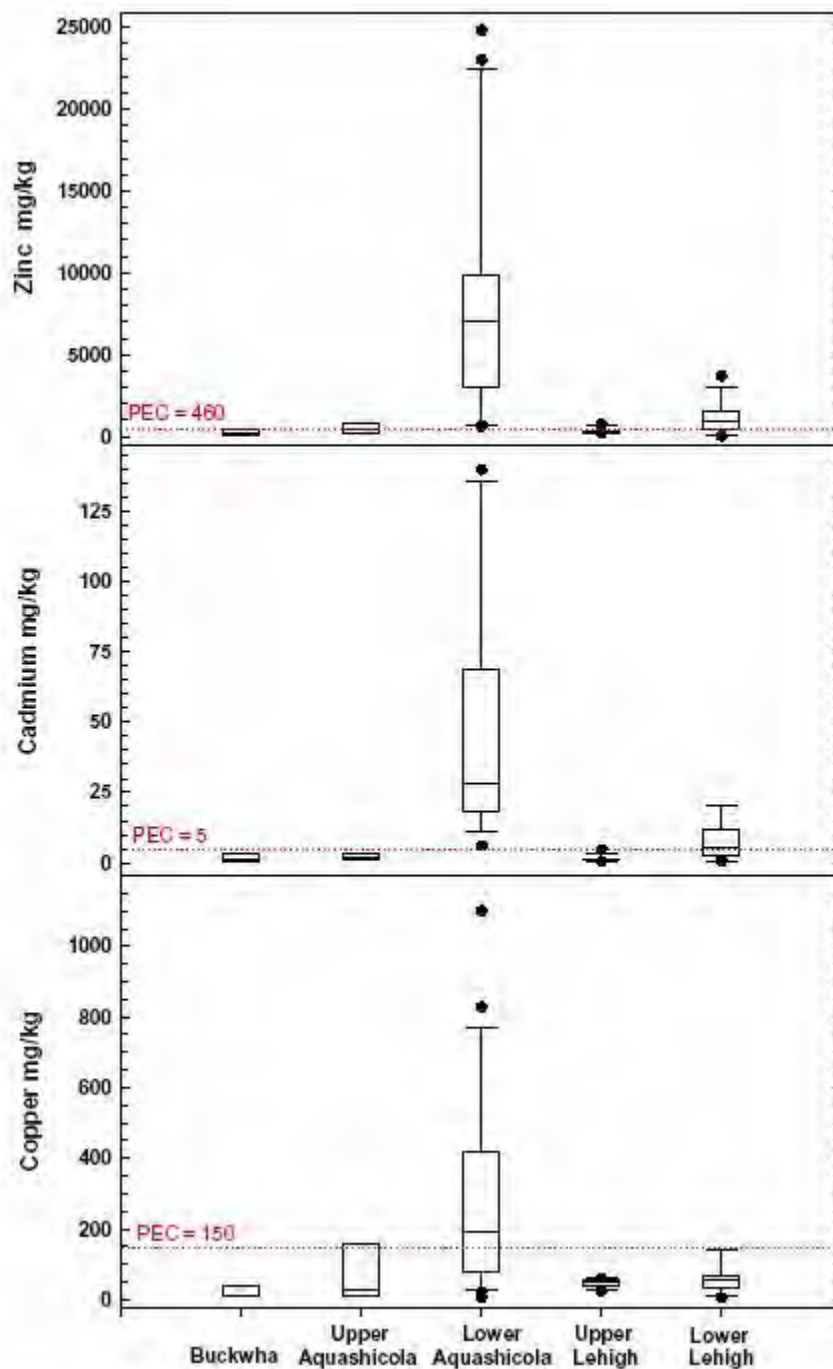 25000
20000
15000
10000
5000
0
Zinc mg/kg
PEC = 460
125
100
75
50
25
0
Cadmium mg/kg
PEC = 5
1000
800
600
400
200
0
Copper mg/kg
PEC = 150
Buckwha
Upper
Aquashicola
Lower
Aquashicola
Upper
Lehigh
Lower
Lehigh